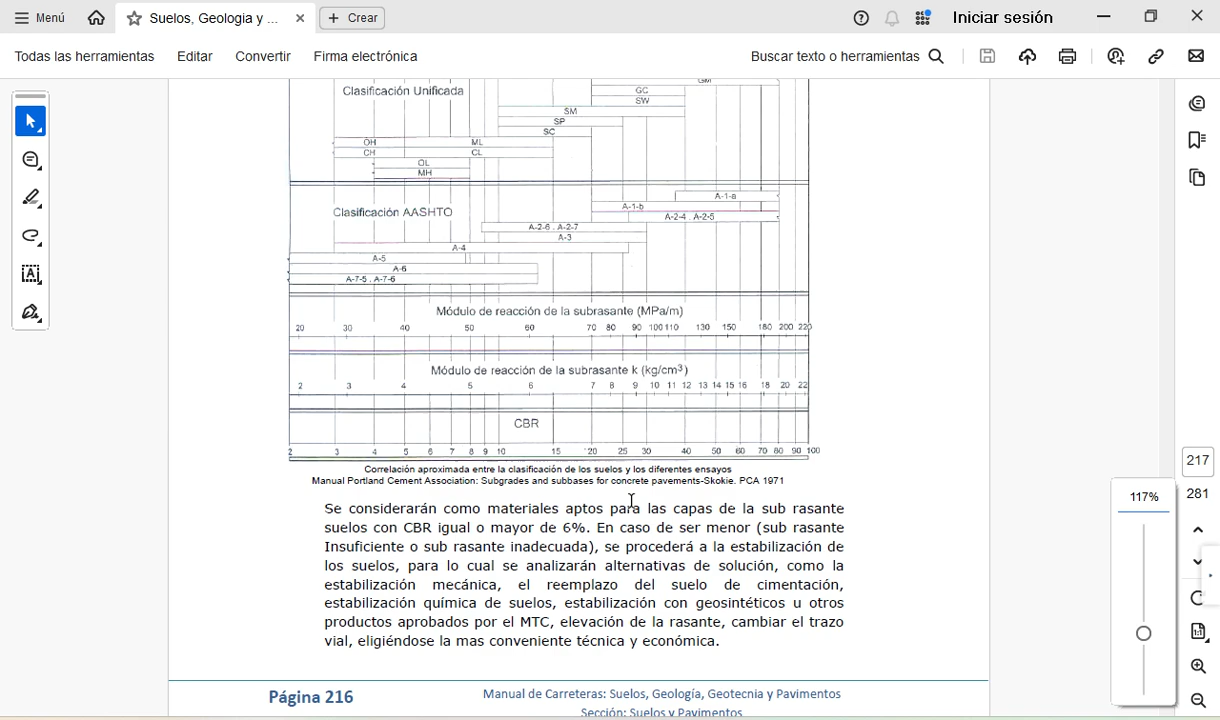 Menú
Suelos, Geologia y ...
Crear
Iniciar sesión
Todas las herramientas
Editar
Convertir
Firma electrónica
Buscar texto o herramientas
GM
Clasificación Unificada
GC
SW
SM
SP
SC
OH ML
CH CL
OL
MH
A-1-a
Clasificación AASHTO
A-1-b
A-2-4 . A-2-5
A-2-6 . A-2-7
A-3
A-4
A-5
A-6
A-7-5 . A-7-6
Módulo de reacción de la subrasante (MPa/m)
20 30 40 50 60 70 80 90 100 110 130 150 180 200 220
Módulo de reacción de la subrasante k (kg/cm³)
2 3 4 5 6 7 8 9 10 11 12 13 14 15 16 18 20 22
CBR
2 3 4 5 6 7 8 9 10 15 20 25 30 40 50 60 70 80 90 100
Correlación aproximada entre la clasificación de los suelos y los diferentes ensayos
Manual Portland Cement Association: Subgrades and subbases for concrete pavements-Skokie. PCA 1971
Se considerarán como materiales aptos para las capas de la sub rasante
suelos con CBR igual o mayor de 6%. En caso de ser menor (sub rasante
Insuficiente o sub rasante inadecuada), se procederá a la estabilización de
los suelos, para lo cual se analizarán alternativas de solución, como la
estabilización mecánica, el reemplazo del suelo de cimentación,
estabilización química de suelos, estabilización con geosintéticos u otros
productos aprobados por el MTC, elevación de la rasante, cambiar el trazo
vial, eligiéndose la mas conveniente técnica y económica.
Página 216
Manual de Carreteras: Suelos, Geología, Geotecnia y Pavimentos
Sección: Suelos y Pavimentos
217
281
117%